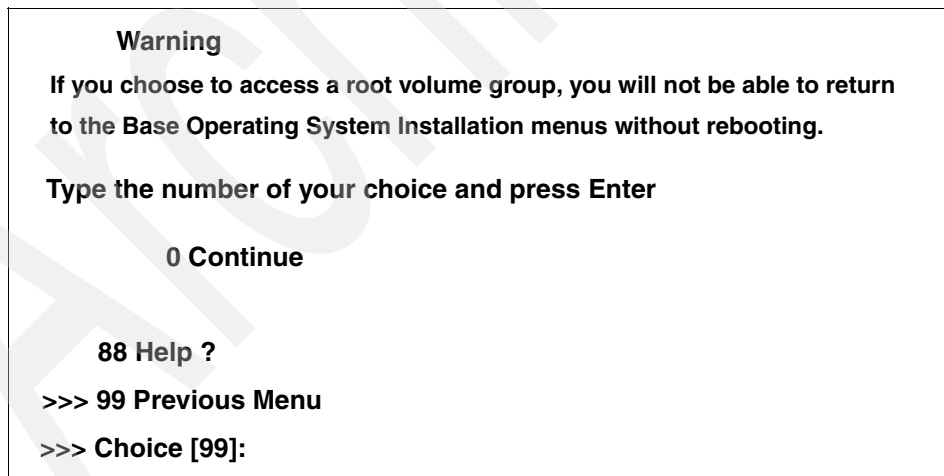 Warning
If you choose to access a root volume group, you will not be able to return
to the Base Operating System Installation menus without rebooting.
Type the number of your choice and press Enter
0 Continue
88 Help ?
>>> 99 Previous Menu
>>> Choice [99]: